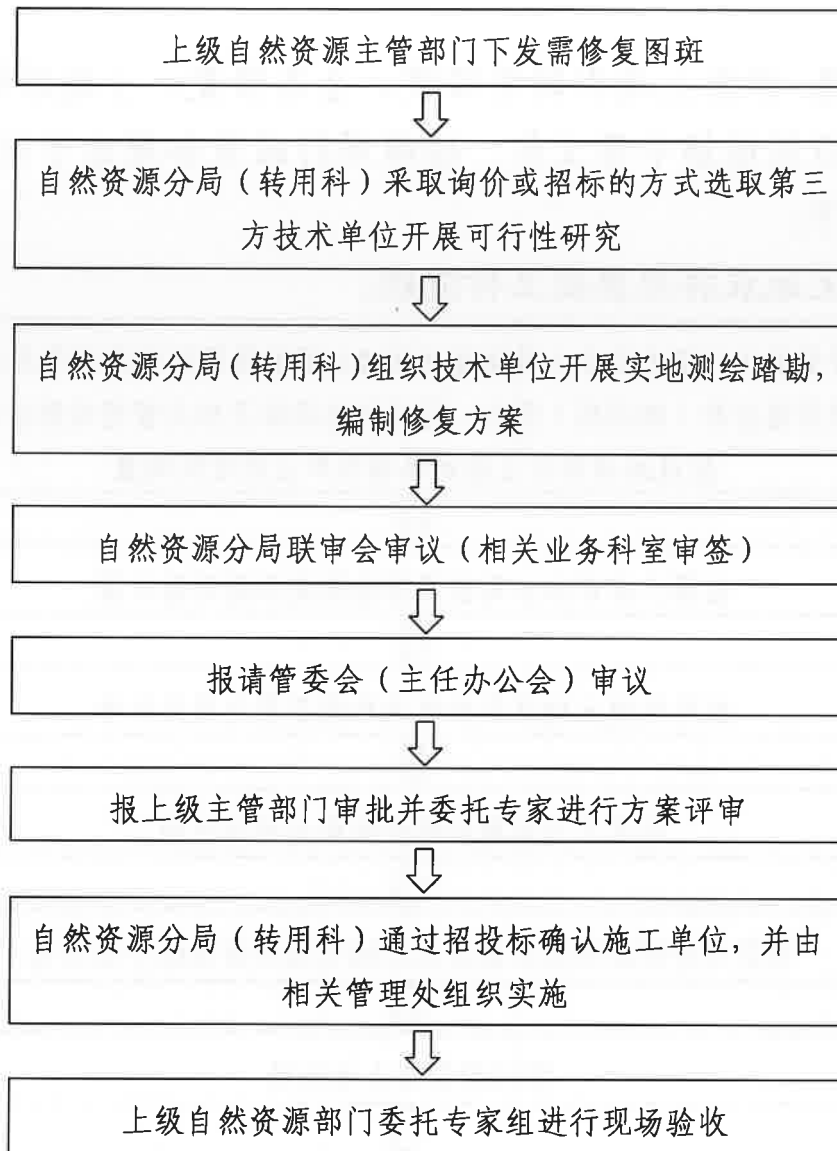 上级自然资源主管部门下发需修复图斑
自然资源分局（转用科）采取询价或招标的方式选取第三
方技术单位开展可行性研究
自然资源分局（转用科）组织技术单位开展实地测绘踏勘，
编制修复方案
自然资源分局联审会审议（相关业务科室审签）
报请管委会（主任办公会）审议
报上级主管部门审批并委托专家进行方案评审
自然资源分局（转用科）通过招投标确认施工单位，并由
相关管理处组织实施
上级自然资源部门委托专家组进行现场验收